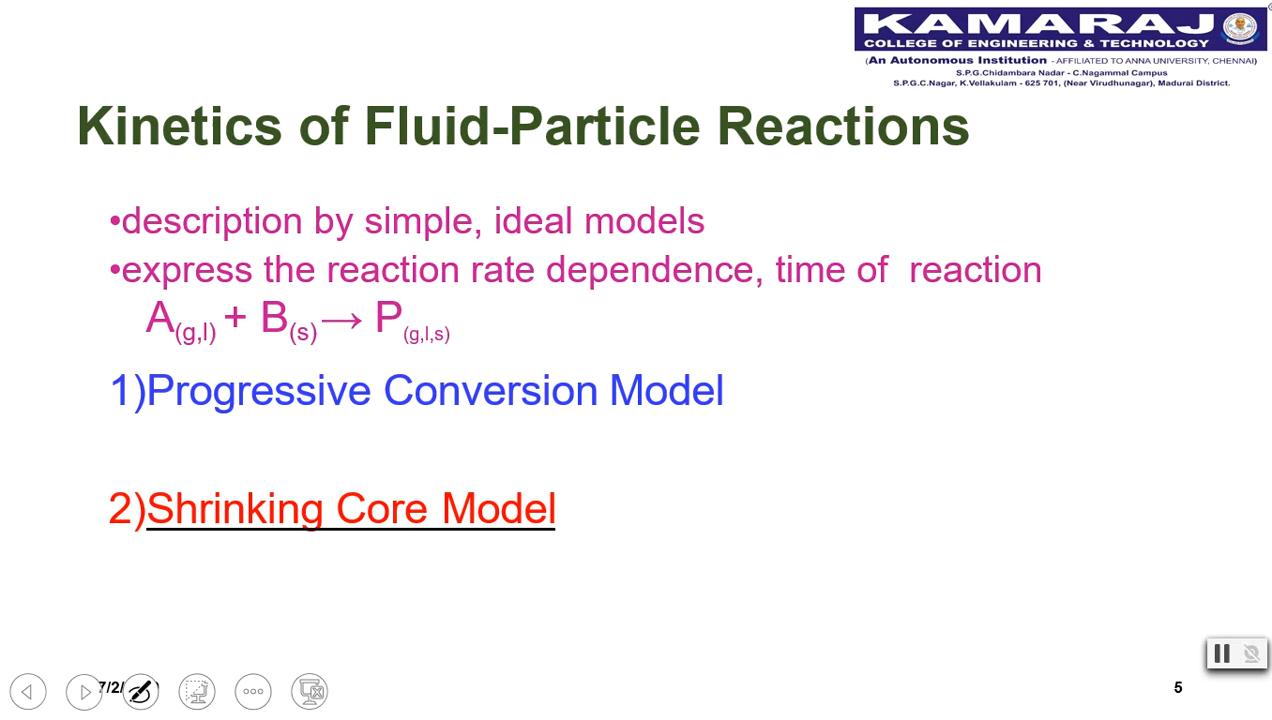 KAMARAJ
COLLEGE OF ENGINEERING & TECHNOLOGY
(An Autonomous Institution - AFFILIATED TO ANNA UNIVERSITY, CHENNAI)
S.P.G.Chidambara Nadar - C.Nagammal Campus
S.P.G.C.Nagar, K.Vellakulam - 625 701, (Near Virudhunagar), Madurai District.
Kinetics of Fluid-Particle Reactions
•description by simple, ideal models
•express the reaction rate dependence, time of reaction
A(g,l) + B(s) → P(g,l,s)
1)Progressive Conversion Model
2)Shrinking Core Model
7/2/
5